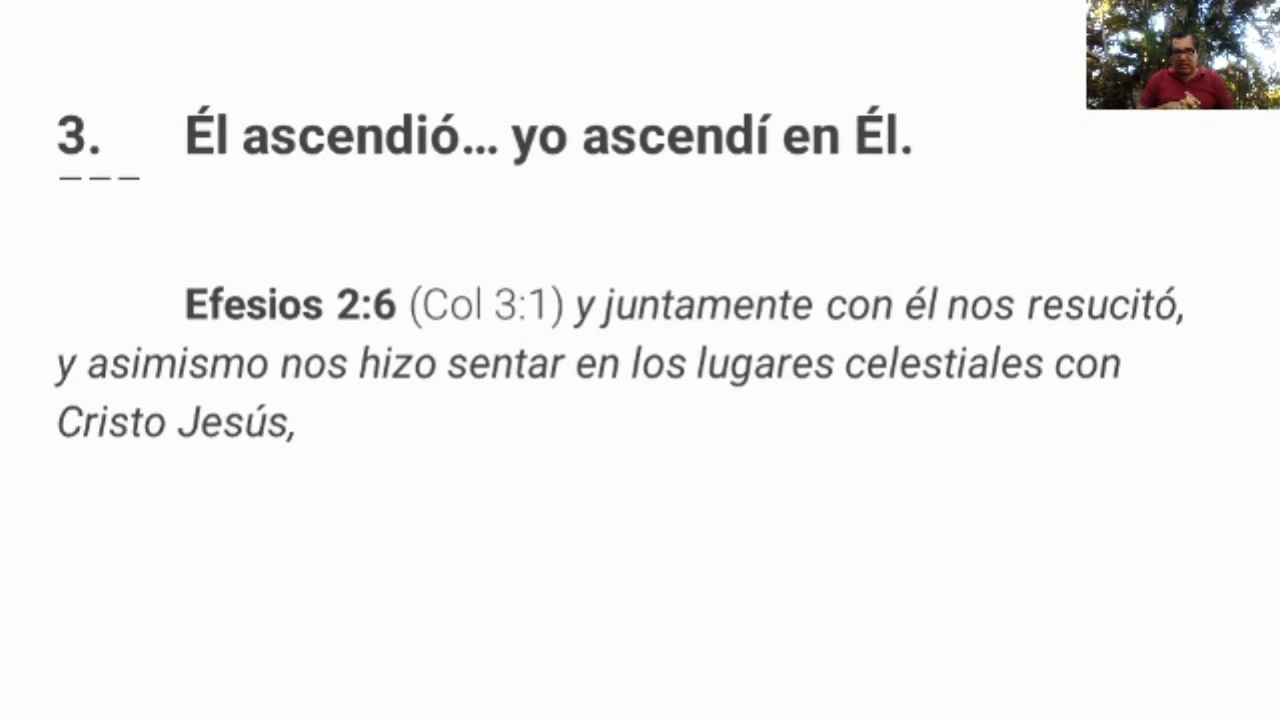 3. Él ascendió... yo ascendí en Él.
Efesios 2:6 (Col 3:1) y juntamente con él nos resucitó,
y asimismo nos hizo sentar en los lugares celestiales con
Cristo Jesús,